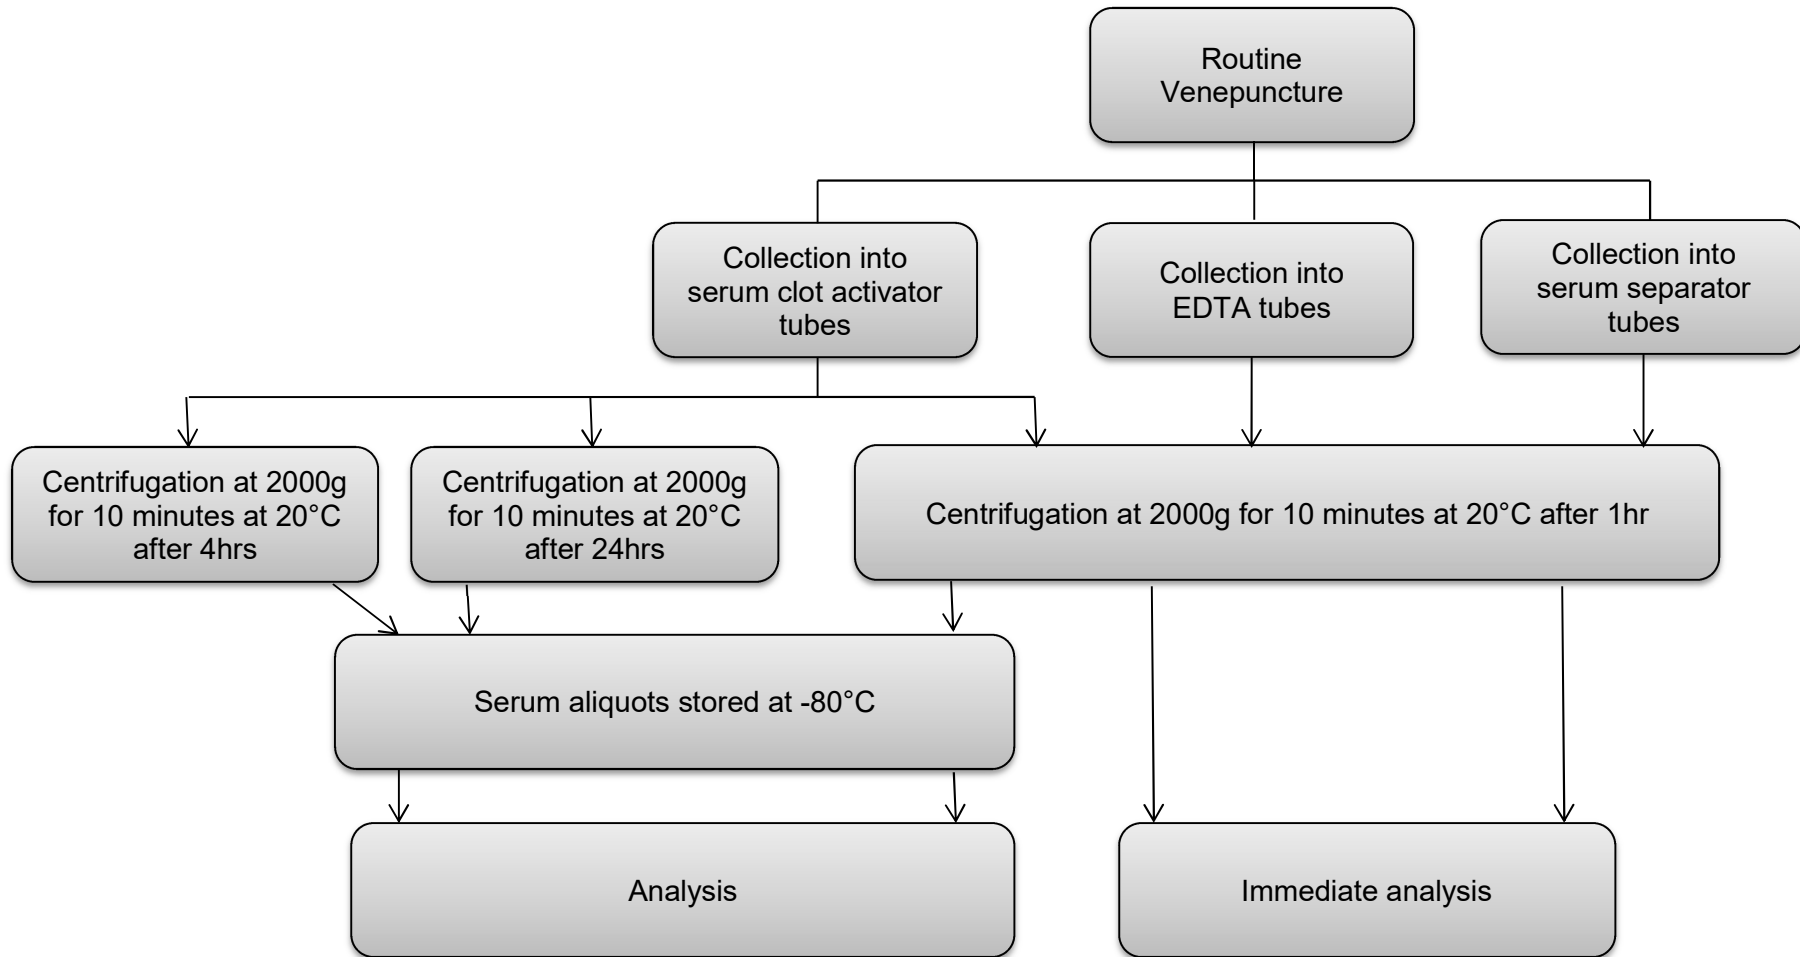 Routine
Venepuncture
Collection into
serum clot activator
tubes
Collection into
EDTA tubes
Collection into
serum separator
tubes
Centrifugation at 2000g
for 10 minutes at 20°C
after 4hrs
Centrifugation at 2000g
for 10 minutes at 20°C
after 24hrs
Centrifugation at 2000g for 10 minutes at 20°C after 1hr
Serum aliquots stored at -80°C
Analysis
Immediate analysis